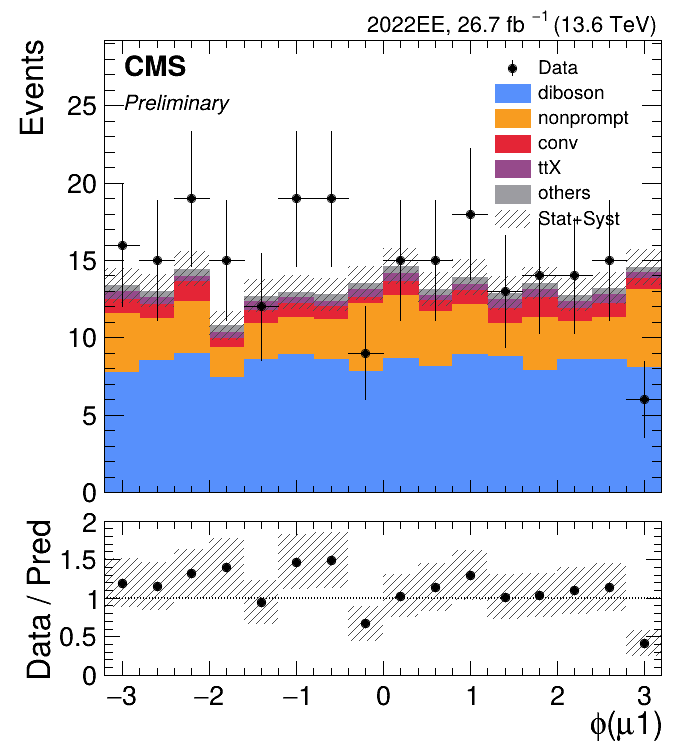 2022EE, 26.7 fb ⁻¹ (13.6 TeV)
Events
CMS
Preliminary
Data
diboson
nonprompt
conv
ttX
others
Stat+Syst
25
20
15
10
5
0
Data / Pred
2
1.5
1
0.5
0
−3 −2 −1 0 1 2 3
ϕ(μ1)